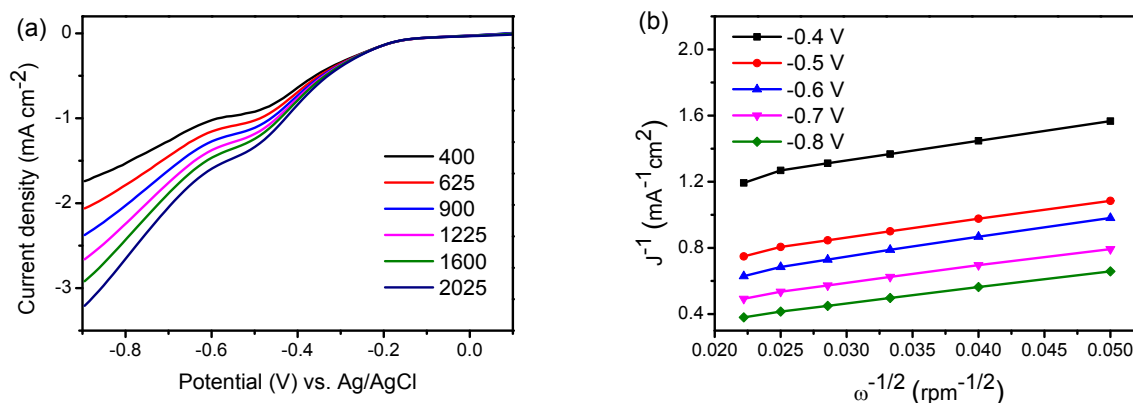 (a)
Current density (mA cm⁻²)
0
-1
-2
-3
400
625
900
1225
1600
2025
-0.8 -0.6 -0.4 -0.2 0.0
Potential (V) vs. Ag/AgCl
(b)
J⁻¹ (mA⁻¹cm²)
2.0
1.6
1.2
0.8
0.4
-0.4 V
-0.5 V
-0.6 V
-0.7 V
-0.8 V
0.020 0.025 0.030 0.035 0.040 0.045 0.050
ω⁻¹/² (rpm⁻¹/²)